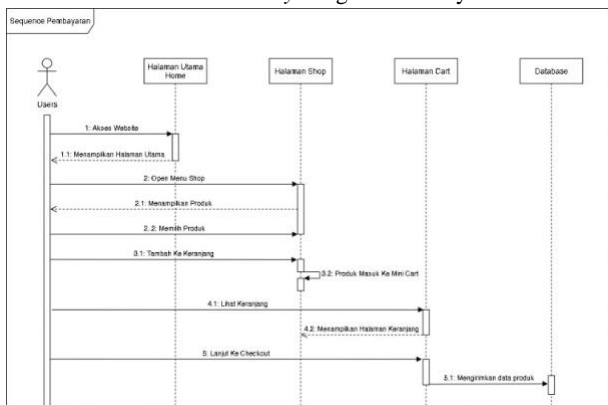 Sequence Pembayaran
Halaman Utama
Home
Halaman Shop
Halaman Cart
Database
Users
1: Akses Website
1.1: Menampilkan Halaman Utama
2: Open Menu Shop
2.1: Menampilkan Produk
2.2: Memilih Produk
3.1: Tambah Ke Keranjang
3.2: Produk Masuk Ke Mini Cart
4.1: Lihat Keranjang
4.2: Menampilkan Halaman Keranjang
5: Lanjut Ke Checkout
5.1: Mengirimkan data produk